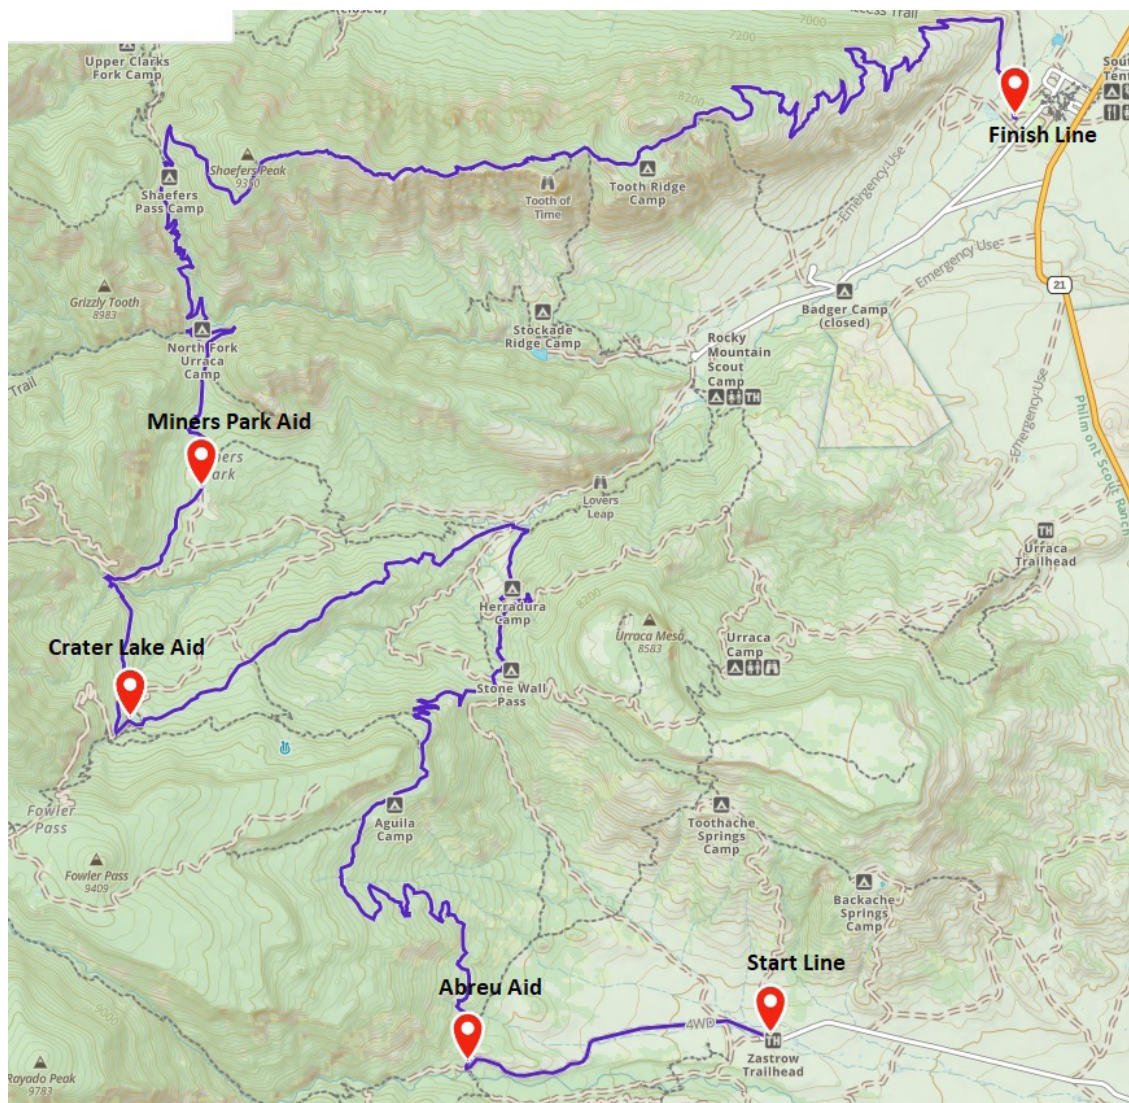 (closed)
7000
ccess Trail
7200
Upper Clarks
Fork Camp
Sout
Tent
8200
Finish Line
Shaefers Peak
9350
Shaefers
Pass Camp
Tooth of
Time
Tooth Ridge
Camp
Emergency Use
Emergency Use
21
Grizzly Tooth
8983
Badger Camp
(closed)
Stockade
Ridge Camp
North Fork
Urraca
Camp
Rocky
Mountain
Scout
Camp
TH
Trail
Emergency Use
Philmont Scout Ranch
Miners Park Aid
ners
ark
Lovers
Leap
TH
Urraca
Trailhead
8200
Herradura
Camp
Urraca Mesa
8583
Urraca
Camp
Crater Lake Aid
Stone Wall
Pass
Fowler
Pass
Aguila
Camp
Toothache
Springs
Camp
Fowler Pass
9409
Backache
Springs
Camp
Start Line
Abreu Aid
9000
4WD
TH
Zastrow
Trailhead
Rayado Peak
9783